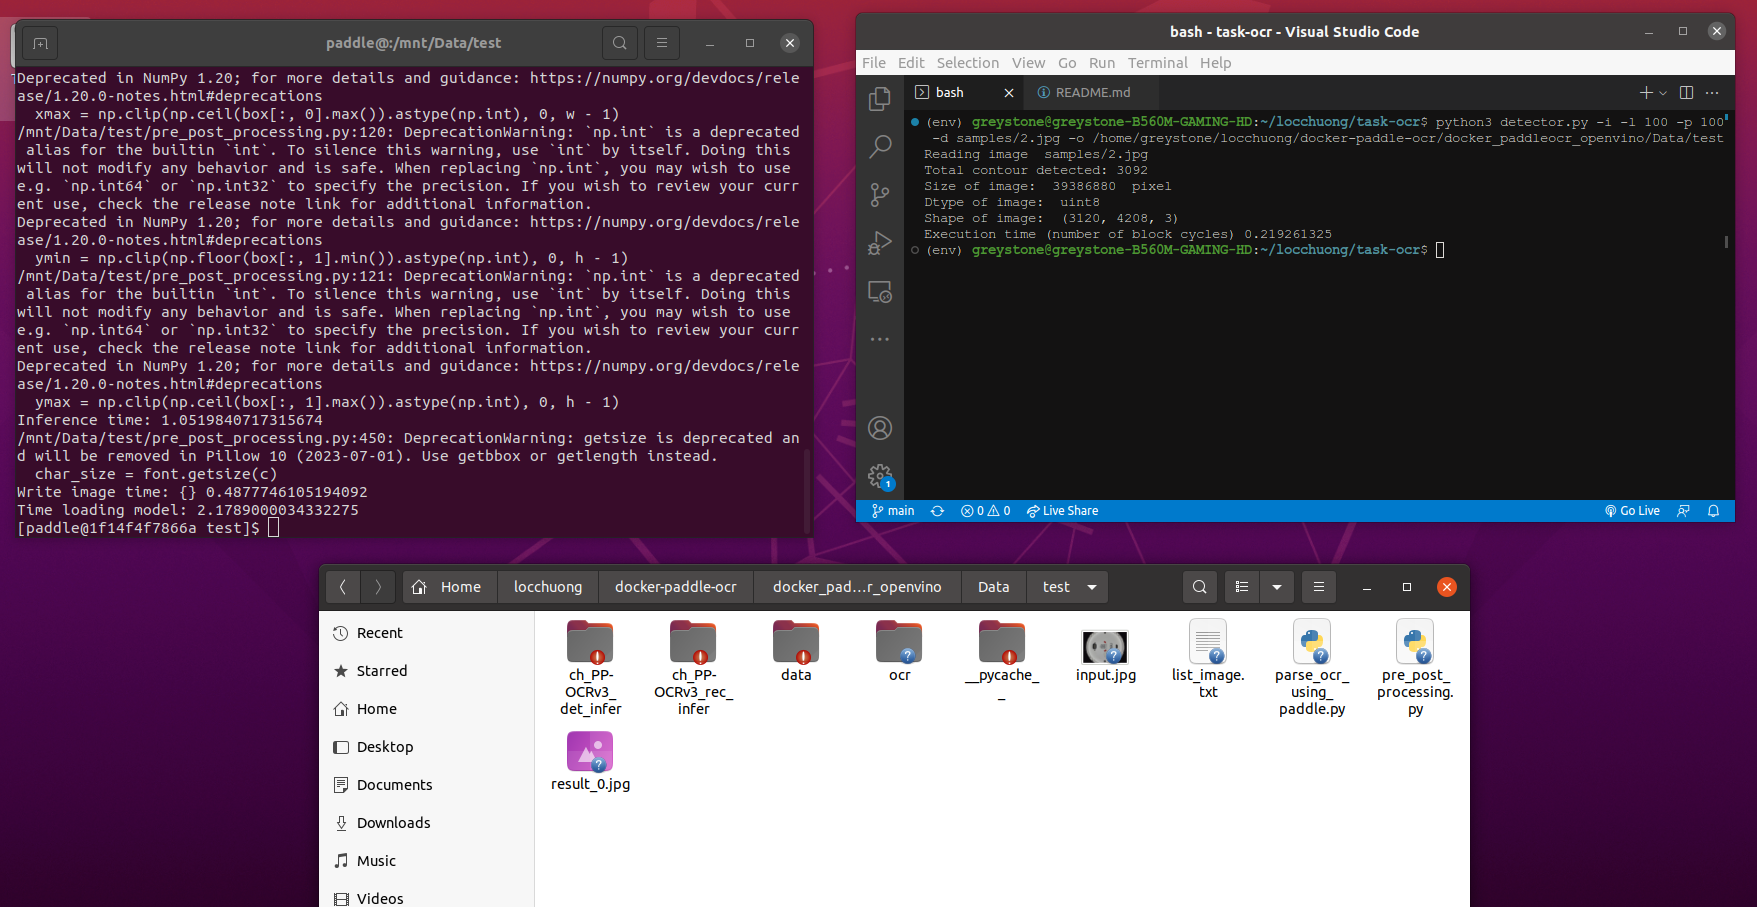 paddle@:/mnt/Data/test
Deprecated in NumPy 1.20; for more details and guidance: https://numpy.org/devdocs/rele
ase/1.20.0-notes.html#deprecations
  xmax = np.clip(np.ceil(box[:, 0].max()).astype(np.int), 0, w - 1)
/mnt/Data/test/pre_post_processing.py:120: DeprecationWarning: `np.int` is a deprecated
 alias for the builtin `int`. To silence this warning, use `int` by itself. Doing this
will not modify any behavior and is safe. When replacing `np.int`, you may wish to use
e.g. `np.int64` or `np.int32` to specify the precision. If you wish to review your curr
ent use, check the release note link for additional information.
Deprecated in NumPy 1.20; for more details and guidance: https://numpy.org/devdocs/rele
ase/1.20.0-notes.html#deprecations
  ymin = np.clip(np.floor(box[:, 1].min()).astype(np.int), 0, h - 1)
/mnt/Data/test/pre_post_processing.py:121: DeprecationWarning: `np.int` is a deprecated
 alias for the builtin `int`. To silence this warning, use `int` by itself. Doing this
will not modify any behavior and is safe. When replacing `np.int`, you may wish to use
e.g. `np.int64` or `np.int32` to specify the precision. If you wish to review your curr
ent use, check the release note link for additional information.
Deprecated in NumPy 1.20; for more details and guidance: https://numpy.org/devdocs/rele
ase/1.20.0-notes.html#deprecations
  ymax = np.clip(np.ceil(box[:, 1].max()).astype(np.int), 0, h - 1)
Inference time: 1.0519840717315674
/mnt/Data/test/pre_post_processing.py:450: DeprecationWarning: getsize is deprecated an
d will be removed in Pillow 10 (2023-07-01). Use getbbox or getlength instead.
  char_size = font.getsize(c)
Write image time: {} 0.4877746105194092
Time loading model: 2.1789000034332275
[paddle@1f14f4f7866a test]$
bash - task-ocr - Visual Studio Code
File Edit Selection View Go Run Terminal Help
bash README.md
(env) greystone@greystone-B560M-GAMING-HD:~/locchuong/task-ocr$ python3 detector.py -i -l 100 -p 100
 -d samples/2.jpg -o /home/greystone/locchuong/docker-paddle-ocr/docker_paddleocr_openvino/Data/test
Reading image  samples/2.jpg
Total contour detected: 3092
Size of image:  39386880  pixel
Dtype of image:  uint8
Shape of image:  (3120, 4208, 3)
Execution time (number of block cycles) 0.219261325
(env) greystone@greystone-B560M-GAMING-HD:~/locchuong/task-ocr$
1
main 0 0 Live Share Go Live
Home locchuong docker-paddle-ocr docker_pad...r_openvino Data test
Recent
Starred
Home
Desktop
Documents
Downloads
Music
Videos
ch_PP-
OCRv3_
det_infer
ch_PP-
OCRv3_rec_
infer
data
ocr
__pycache_
_
input.jpg
list_image.
txt
parse_ocr_
using_
paddle.py
pre_post_
processing.
py
result_0.jpg